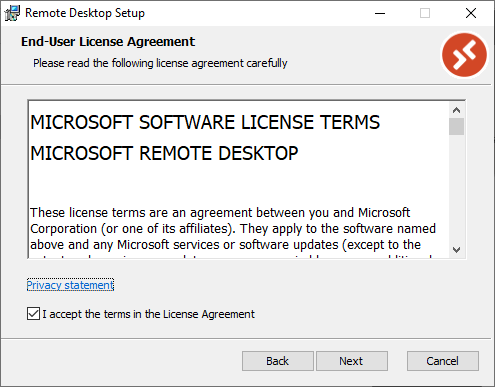 Remote Desktop Setup
End-User License Agreement
Please read the following license agreement carefully
MICROSOFT SOFTWARE LICENSE TERMS
MICROSOFT REMOTE DESKTOP
These license terms are an agreement between you and Microsoft
Corporation (or one of its affiliates). They apply to the software named
above and any Microsoft services or software updates (except to the
Privacy statement
I accept the terms in the License Agreement
Back
Next
Cancel